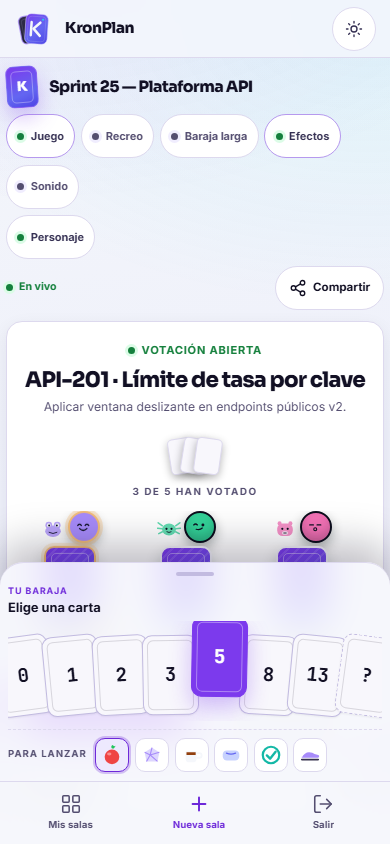 K KronPlan
K Sprint 25 — Plataforma API
Juego Recreo Baraja larga Efectos
Sonido
Personaje
En vivo Compartir
VOTACIÓN ABIERTA
API-201 · Límite de tasa por clave
Aplicar ventana deslizante en endpoints públicos v2.
3 DE 5 HAN VOTADO
TU BARAJA
Elige una carta
0 1 2 3 5 8 13 ?
PARA LANZAR
Mis salas Nueva sala Salir